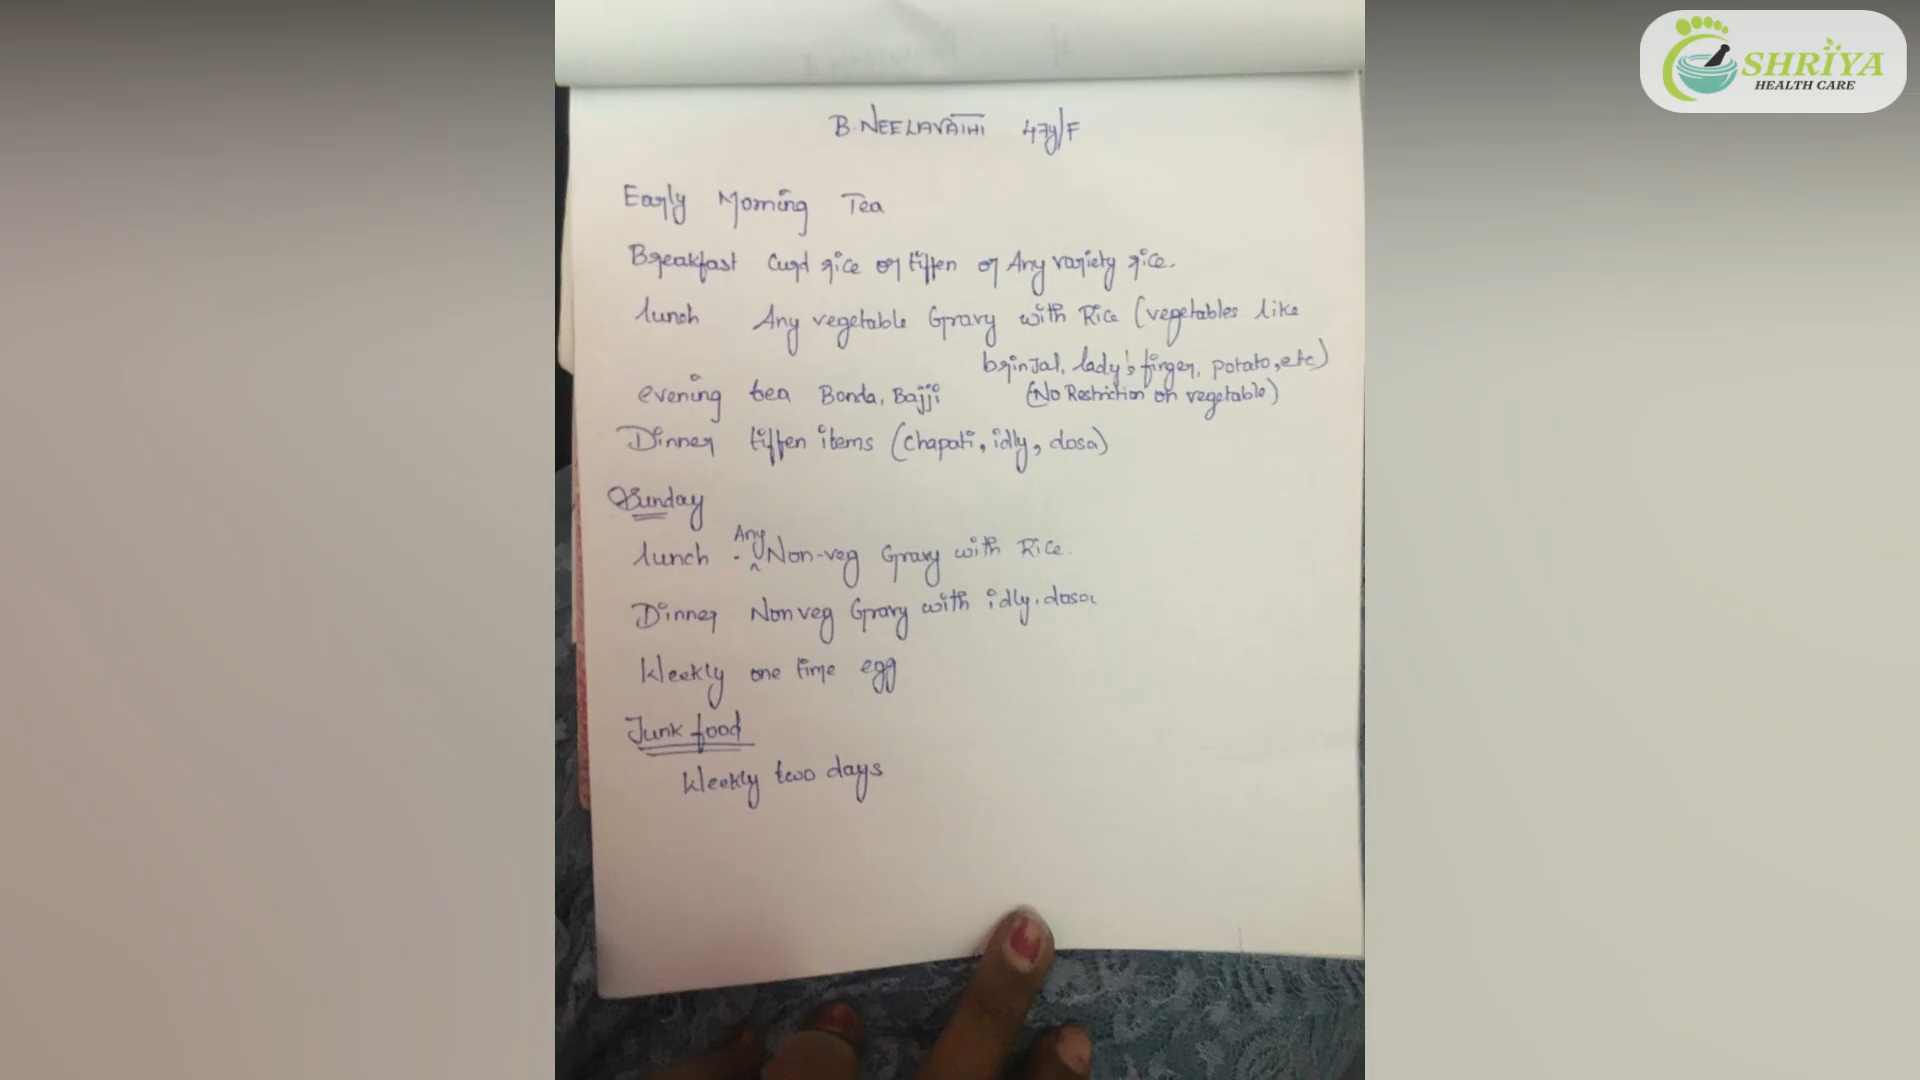 SHRIYA
HEALTH CARE
B. NEELAVATHI 47y/F
Early Morning Tea
Breakfast Curd rice or tiffen or Any variety rice.
lunch Any vegetable Gravy with Rice (vegetables like
brinjal, lady's finger, potato, etc)
evening tea Bonda, Bajji (No Restriction on vegetable)
Dinner tiffen items (chapati, idly, dosa)
Sunday
lunch - Any Non-veg Gravy with Rice.
Dinner Nonveg Gravy with idly, dosa
Weekly one time egg
Junk food
Weekly two days